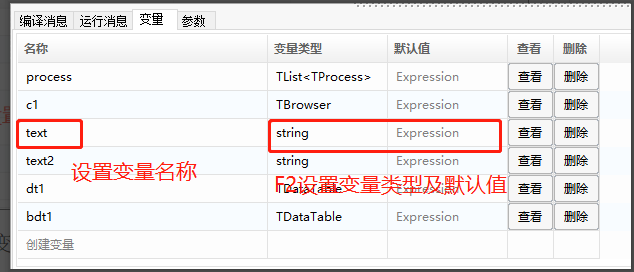 编译消息 运行消息 变量 参数
名称 变量类型 默认值 查看 删除
process TList<TProcess> Expression 查看 删除
c1 TBrowser Expression 查看 删除
text string Expression 查看 删除
text2 string Expression 查看 删除
设置变量名称 F2设置变量类型及默认值
dt1 TDataTable Expression 查看 删除
bdt1 TDataTable Expression 查看 删除
创建变量